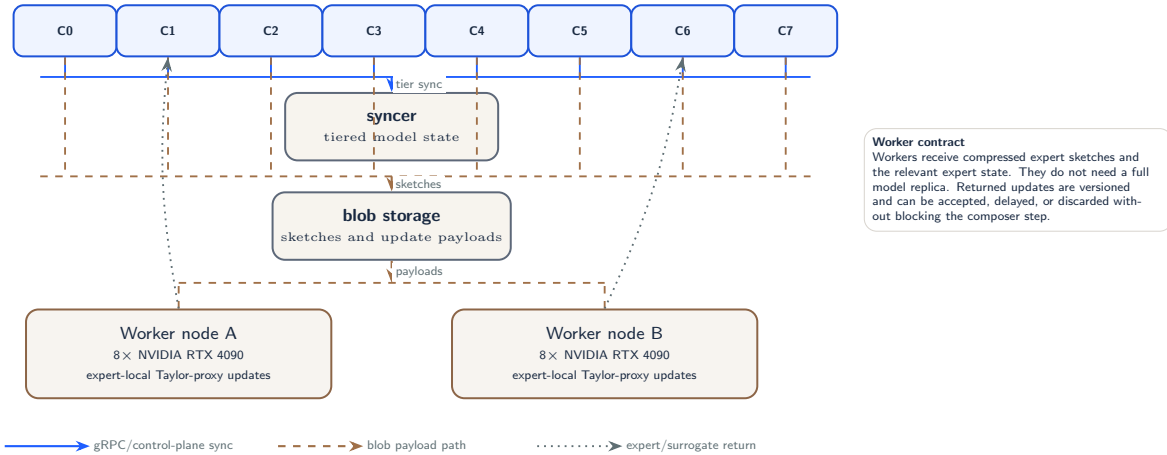 C0 C1 C2 C3 C4 C5 C6 C7
tier sync
syncer
tiered model state
Worker contract
Workers receive compressed expert sketches and
the relevant expert state. They do not need a full
model replica. Returned updates are versioned
and can be accepted, delayed, or discarded with-
out blocking the composer step.
sketches
blob storage
sketches and update payloads
payloads
Worker node A
8× NVIDIA RTX 4090
expert-local Taylor-proxy updates
Worker node B
8× NVIDIA RTX 4090
expert-local Taylor-proxy updates
gRPC/control-plane sync
blob payload path
expert/surrogate return